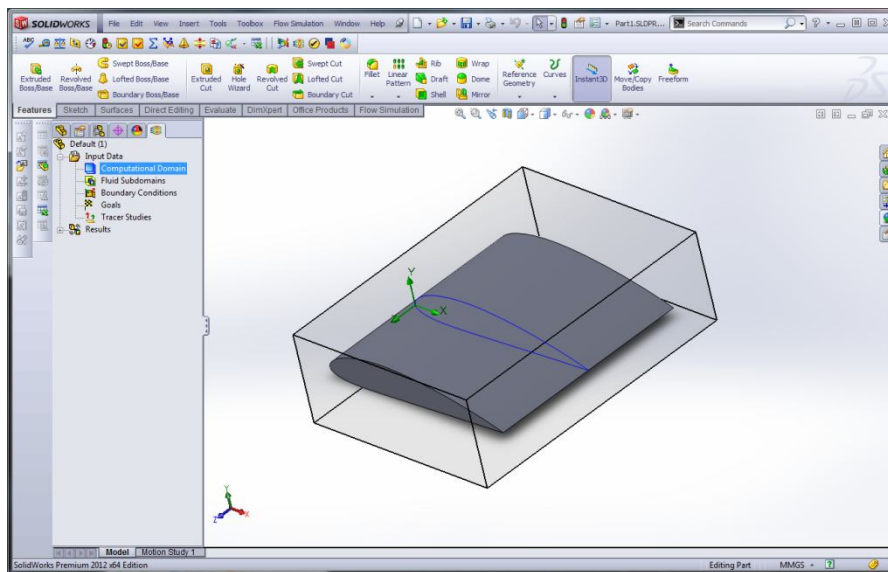 SOLIDWORKS File Edit View Insert Tools Toolbox Flow Simulation Window Help Part1.SLDPR... Search Commands
ABC
Extruded Boss/Base Revolved Boss/Base Swept Boss/Base Lofted Boss/Base Boundary Boss/Base Extruded Cut Hole Wizard Revolved Cut Swept Cut Lofted Cut Boundary Cut Fillet Linear Pattern Rib Draft Shell Wrap Dome Mirror Reference Geometry Curves Instant3D Move/Copy Bodies Freeform
Features Sketch Surfaces Direct Editing Evaluate DimXpert Office Products Flow Simulation
Default (1)
Input Data
Computational Domain
Fluid Subdomains
Boundary Conditions
Goals
Tracer Studies
Results
Y
Z X
Y
Z X
Model Motion Study 1
SolidWorks Premium 2012 x64 Edition Editing Part MMGS